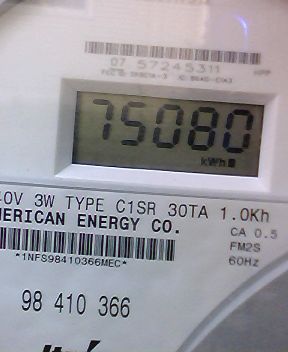 07 57245311
75080
kWh
0V 3W TYPE C1SR 30TA 1.0Kh
MERICAN ENERGY CO.
CA 0.5
FM2S
60Hz
*1NFS98410366MEC*
98 410 366